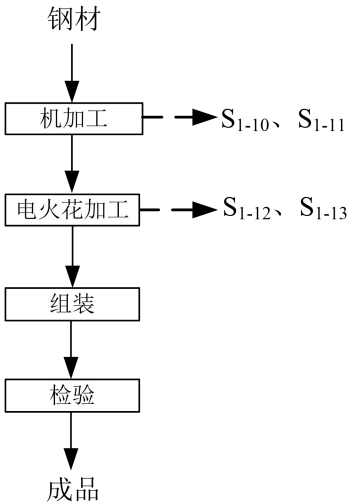 钢材
机加工
S1-10、S1-11
电火花加工
S1-12、S1-13
组装
检验
成品